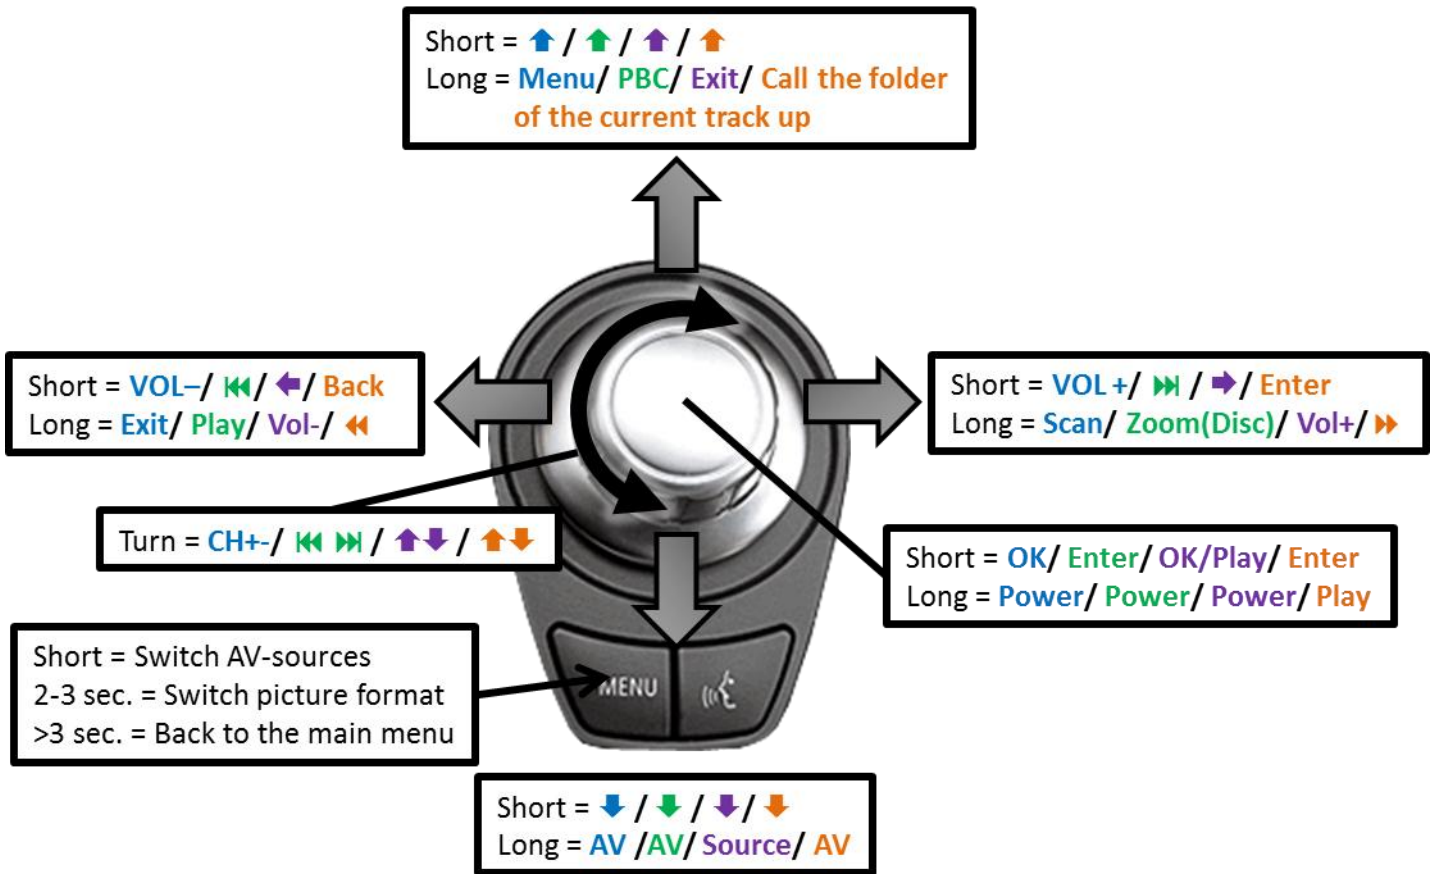 Short = ⬆ / ⬆ / ⬆ / ⬆
Long = Menu/ PBC/ Exit/ Call the folder
of the current track up
Short = VOL–/ ⏮/ ⬅/ Back
Long = Exit/ Play/ Vol-/ ⏪
Short = VOL+/ ⏭ / ➡/ Enter
Long = Scan/ Zoom(Disc)/ Vol+/ ⏩
Turn = CH+-/ ⏮ ⏭ / ⬆⬇ / ⬆⬇
Short = OK/ Enter/ OK/Play/ Enter
Long = Power/ Power/ Power/ Play
Short = Switch AV-sources
2-3 sec. = Switch picture format
>3 sec. = Back to the main menu
MENU
Short = ⬇ / ⬇ / ⬇/ ⬇
Long = AV /AV/ Source/ AV